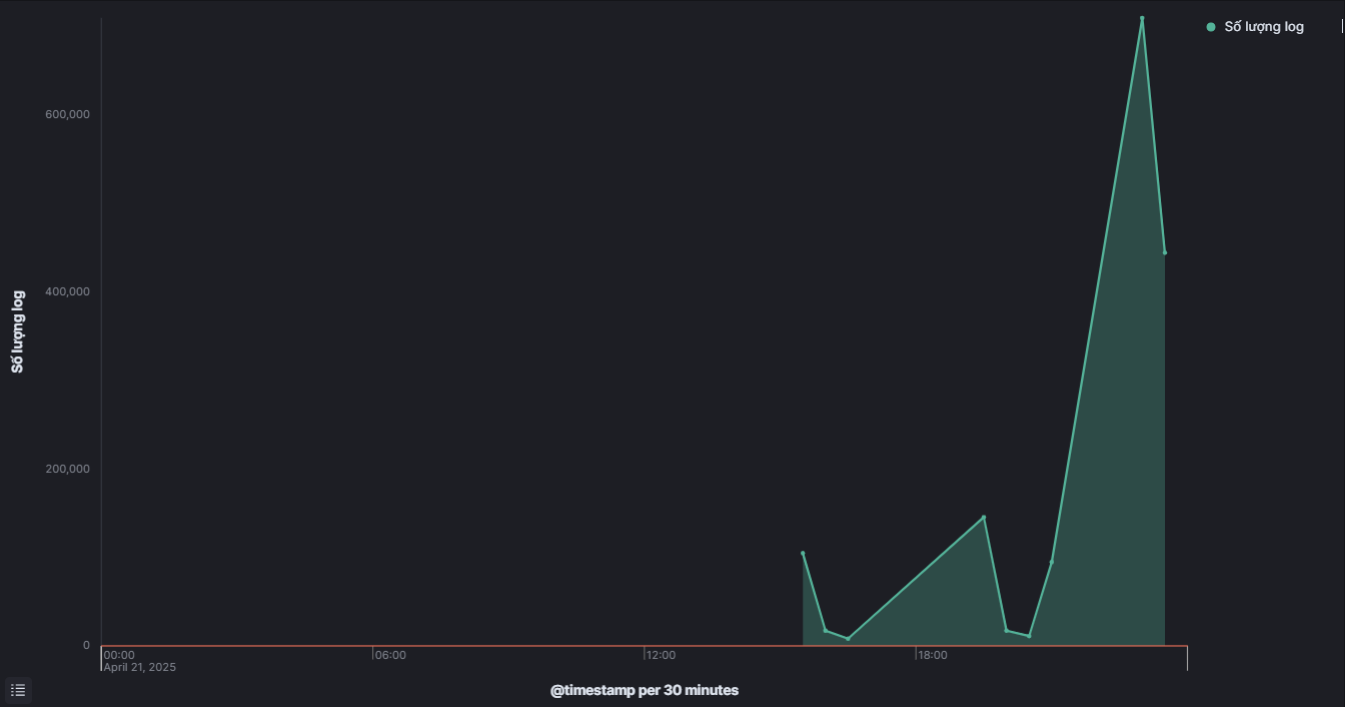 Số lượng log
600,000
400,000
200,000
0
Số lượng log
00:00
April 21, 2025
06:00
12:00
18:00
@timestamp per 30 minutes